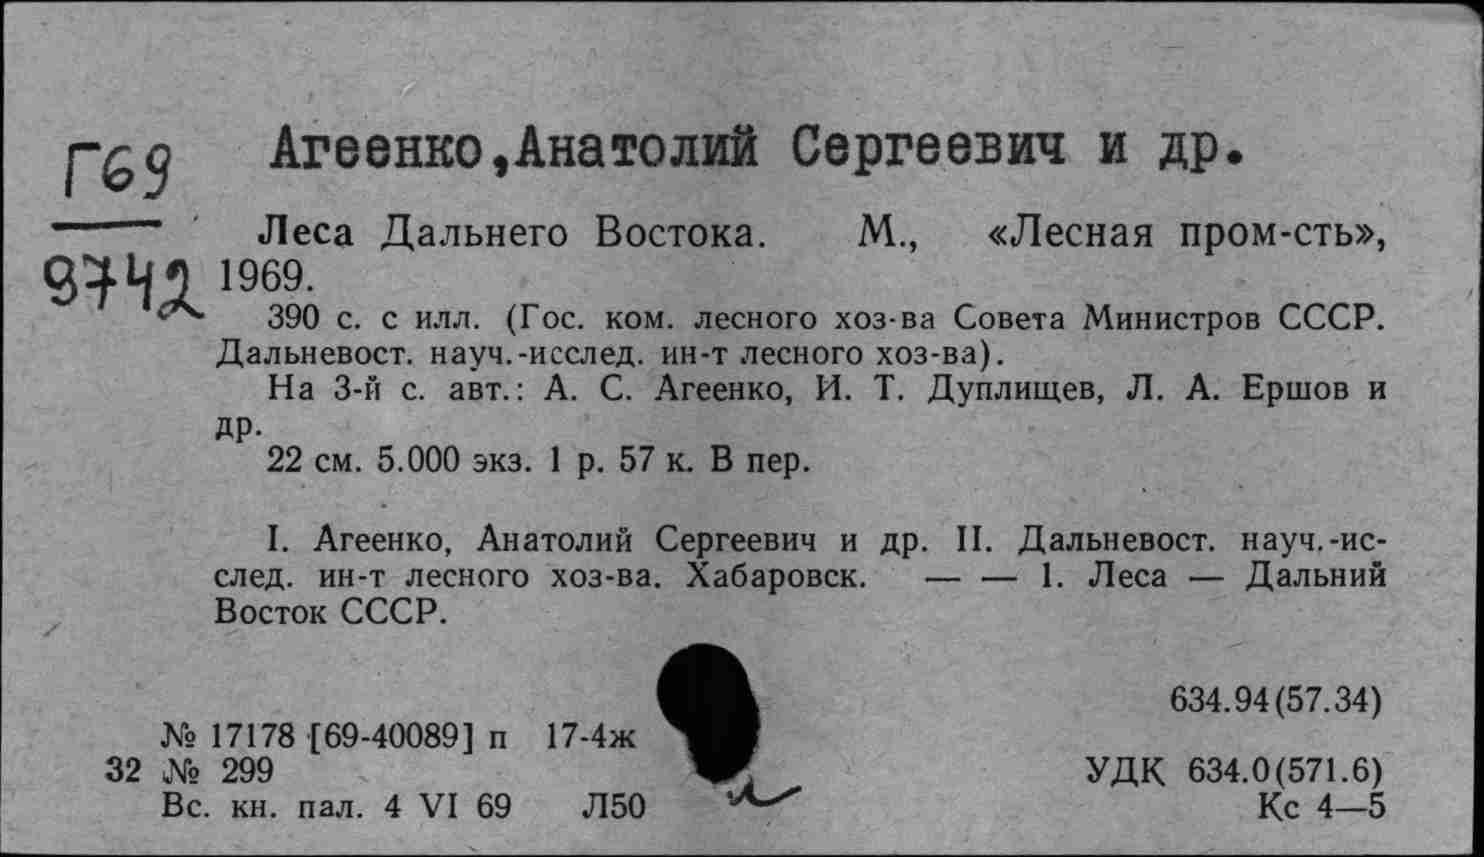 Г69
9742
Агеенко,Анатолий Сергеевич и др.
Леса Дальнего Востока. М., «Лесная пром-сть»,
1969.
390 с. с илл. (Гос. ком. лесного хоз-ва Совета Министров СССР.
Дальневост. науч.-исслед. ин-т лесного хоз-ва).
На 3-й с. авт.: А. С. Агеенко, И. Т. Дуплищев, Л. А. Ершов и
др.
22 см. 5.000 экз. 1 р. 57 к. В пер.
I. Агеенко, Анатолий Сергеевич и др. II. Дальневост. науч.-ис-
след. ин-т лесного хоз-ва. Хабаровск. — — 1. Леса — Дальний
Восток СССР.
634.94(57.34)
№ 17178 [69-40089] п 17-4ж
32 № 299 УДК 634.0(571.6)
Вс. кн. пал. 4 VI 69 Л50 Кс 4—5